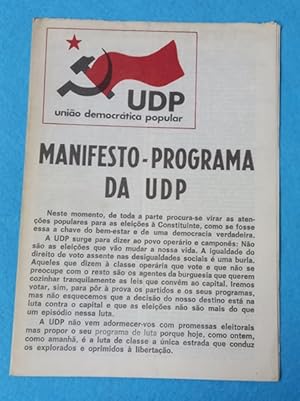 UDP
união democrática popular
MANIFESTO-PROGRAMA
DA UDP
Neste momento, de toda a parte procura-se virar as aten-
ções populares para as eleições à Constituinte, como se fosse
essa a chave do bem-estar e de uma democracia verdadeira.
A UDP surge para dizer ao povo operário e camponês: Não
são as eleições que vão mudar a nossa vida. A igualdade do
direito de voto assente nas desigualdades sociais é uma burla.
Aqueles que dizem à classe operária que vote e que não se
preocupe com o resto são os agentes da burguesia que querem
cozinhar tranquilamente as leis que convêm ao capital. Iremos
votar, sim, para pôr à prova os partidos e os seus programas,
mas não esquecemos que a decisão do nosso destino está na
luta contra o capital e que as eleições não são mais do que
um episódio nessa luta.
A UDP não vem adormecer-vos com promessas eleitorais
mas propor o seu programa de luta porque hoje, como ontem,
como amanhã, é a luta de classe a única estrada que conduz
os explorados e oprimidos à libertação.